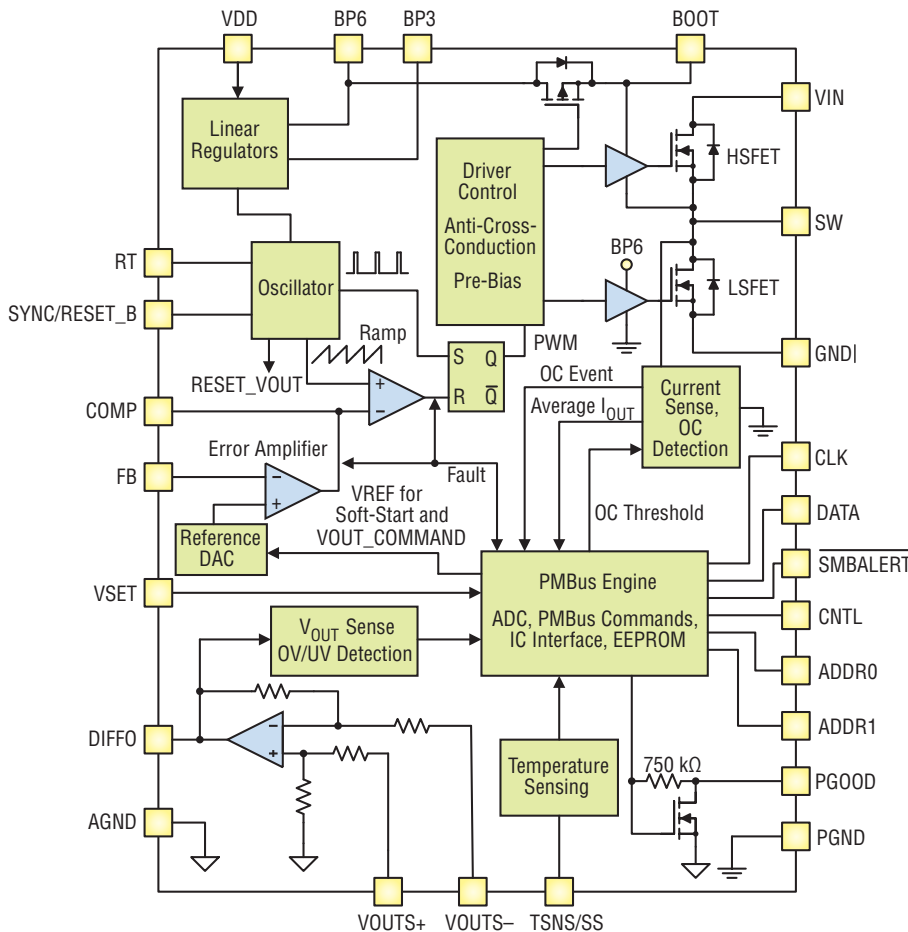 VDD
BP6
BP3
BOOT
VIN
Linear
Regulators
Driver
Control
Anti-Cross-
Conduction
Pre-Bias
HSFET
SW
BP6
LSFET
RT
Oscillator
SYNC/RESET_B
Ramp
RESET_VOUT
S Q
R Q̅
PWM
GND|
OC Event
Average IOUT
Current
Sense,
OC
Detection
COMP
+
−
Error Amplifier
Fault
CLK
FB
−
+
VREF for
Soft-Start and
VOUT_COMMAND
OC Threshold
DATA
Reference
DAC
SMBALERT
VSET
PMBus Engine
ADC, PMBus Commands,
IC Interface, EEPROM
CNTL
VOUT Sense
OV/UV Detection
ADDR0
DIFFO
−
+
ADDR1
Temperature
Sensing
750 kΩ
PGOOD
AGND
PGND
VOUTS+
VOUTS−
TSNS/SS